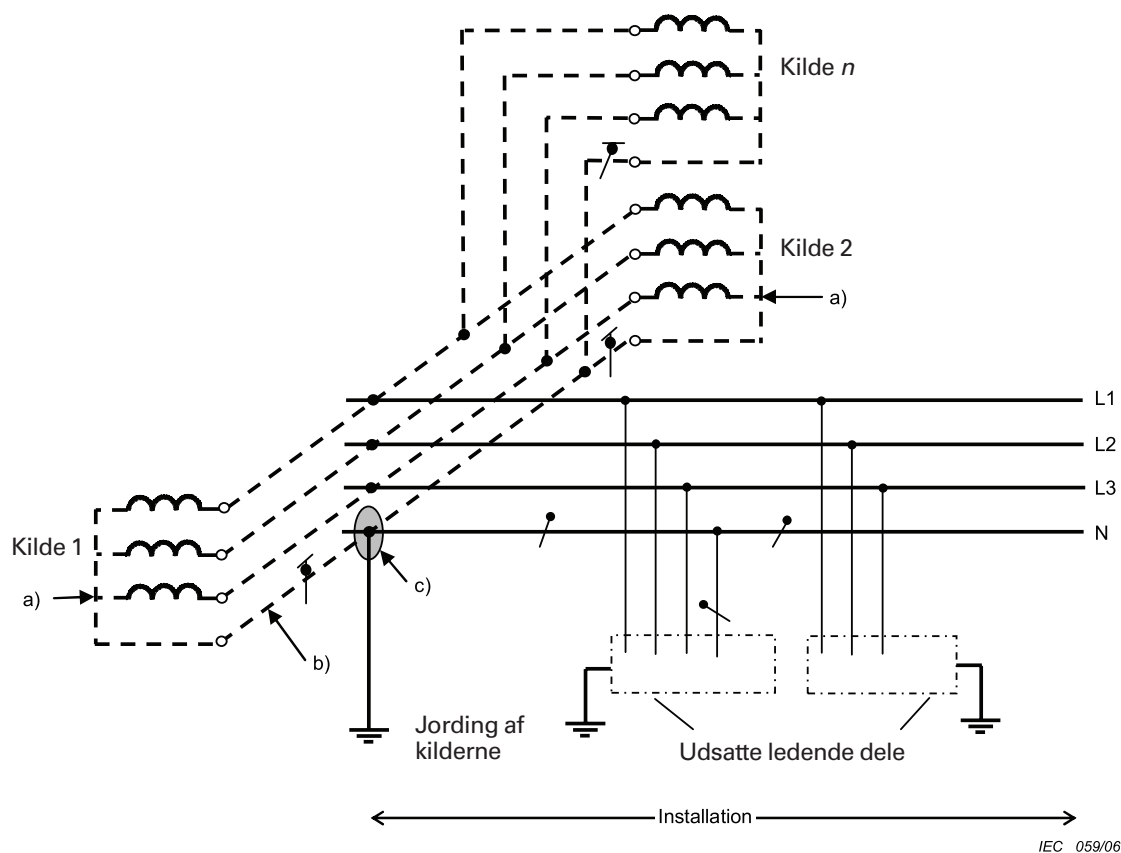 Kilde n
Kilde 2
a)
L1
L2
L3
N
Kilde 1
a)
c)
b)
Jording af
kilderne
Udsatte ledende dele
Installation
IEC 059/06